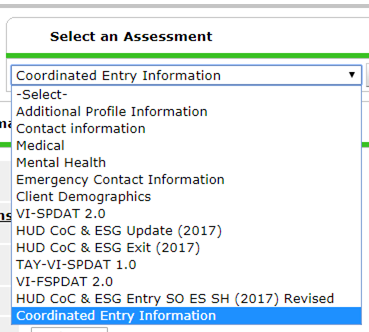 Select an Assessment
Coordinated Entry Information
-Select-
Additional Profile Information
Contact information
Medical
Mental Health
Emergency Contact Information
Client Demographics
VI-SPDAT 2.0
HUD CoC & ESG Update (2017)
HUD CoC & ESG Exit (2017)
TAY-VI-SPDAT 1.0
VI-FSPDAT 2.0
HUD CoC & ESG Entry SO ES SH (2017) Revised
Coordinated Entry Information